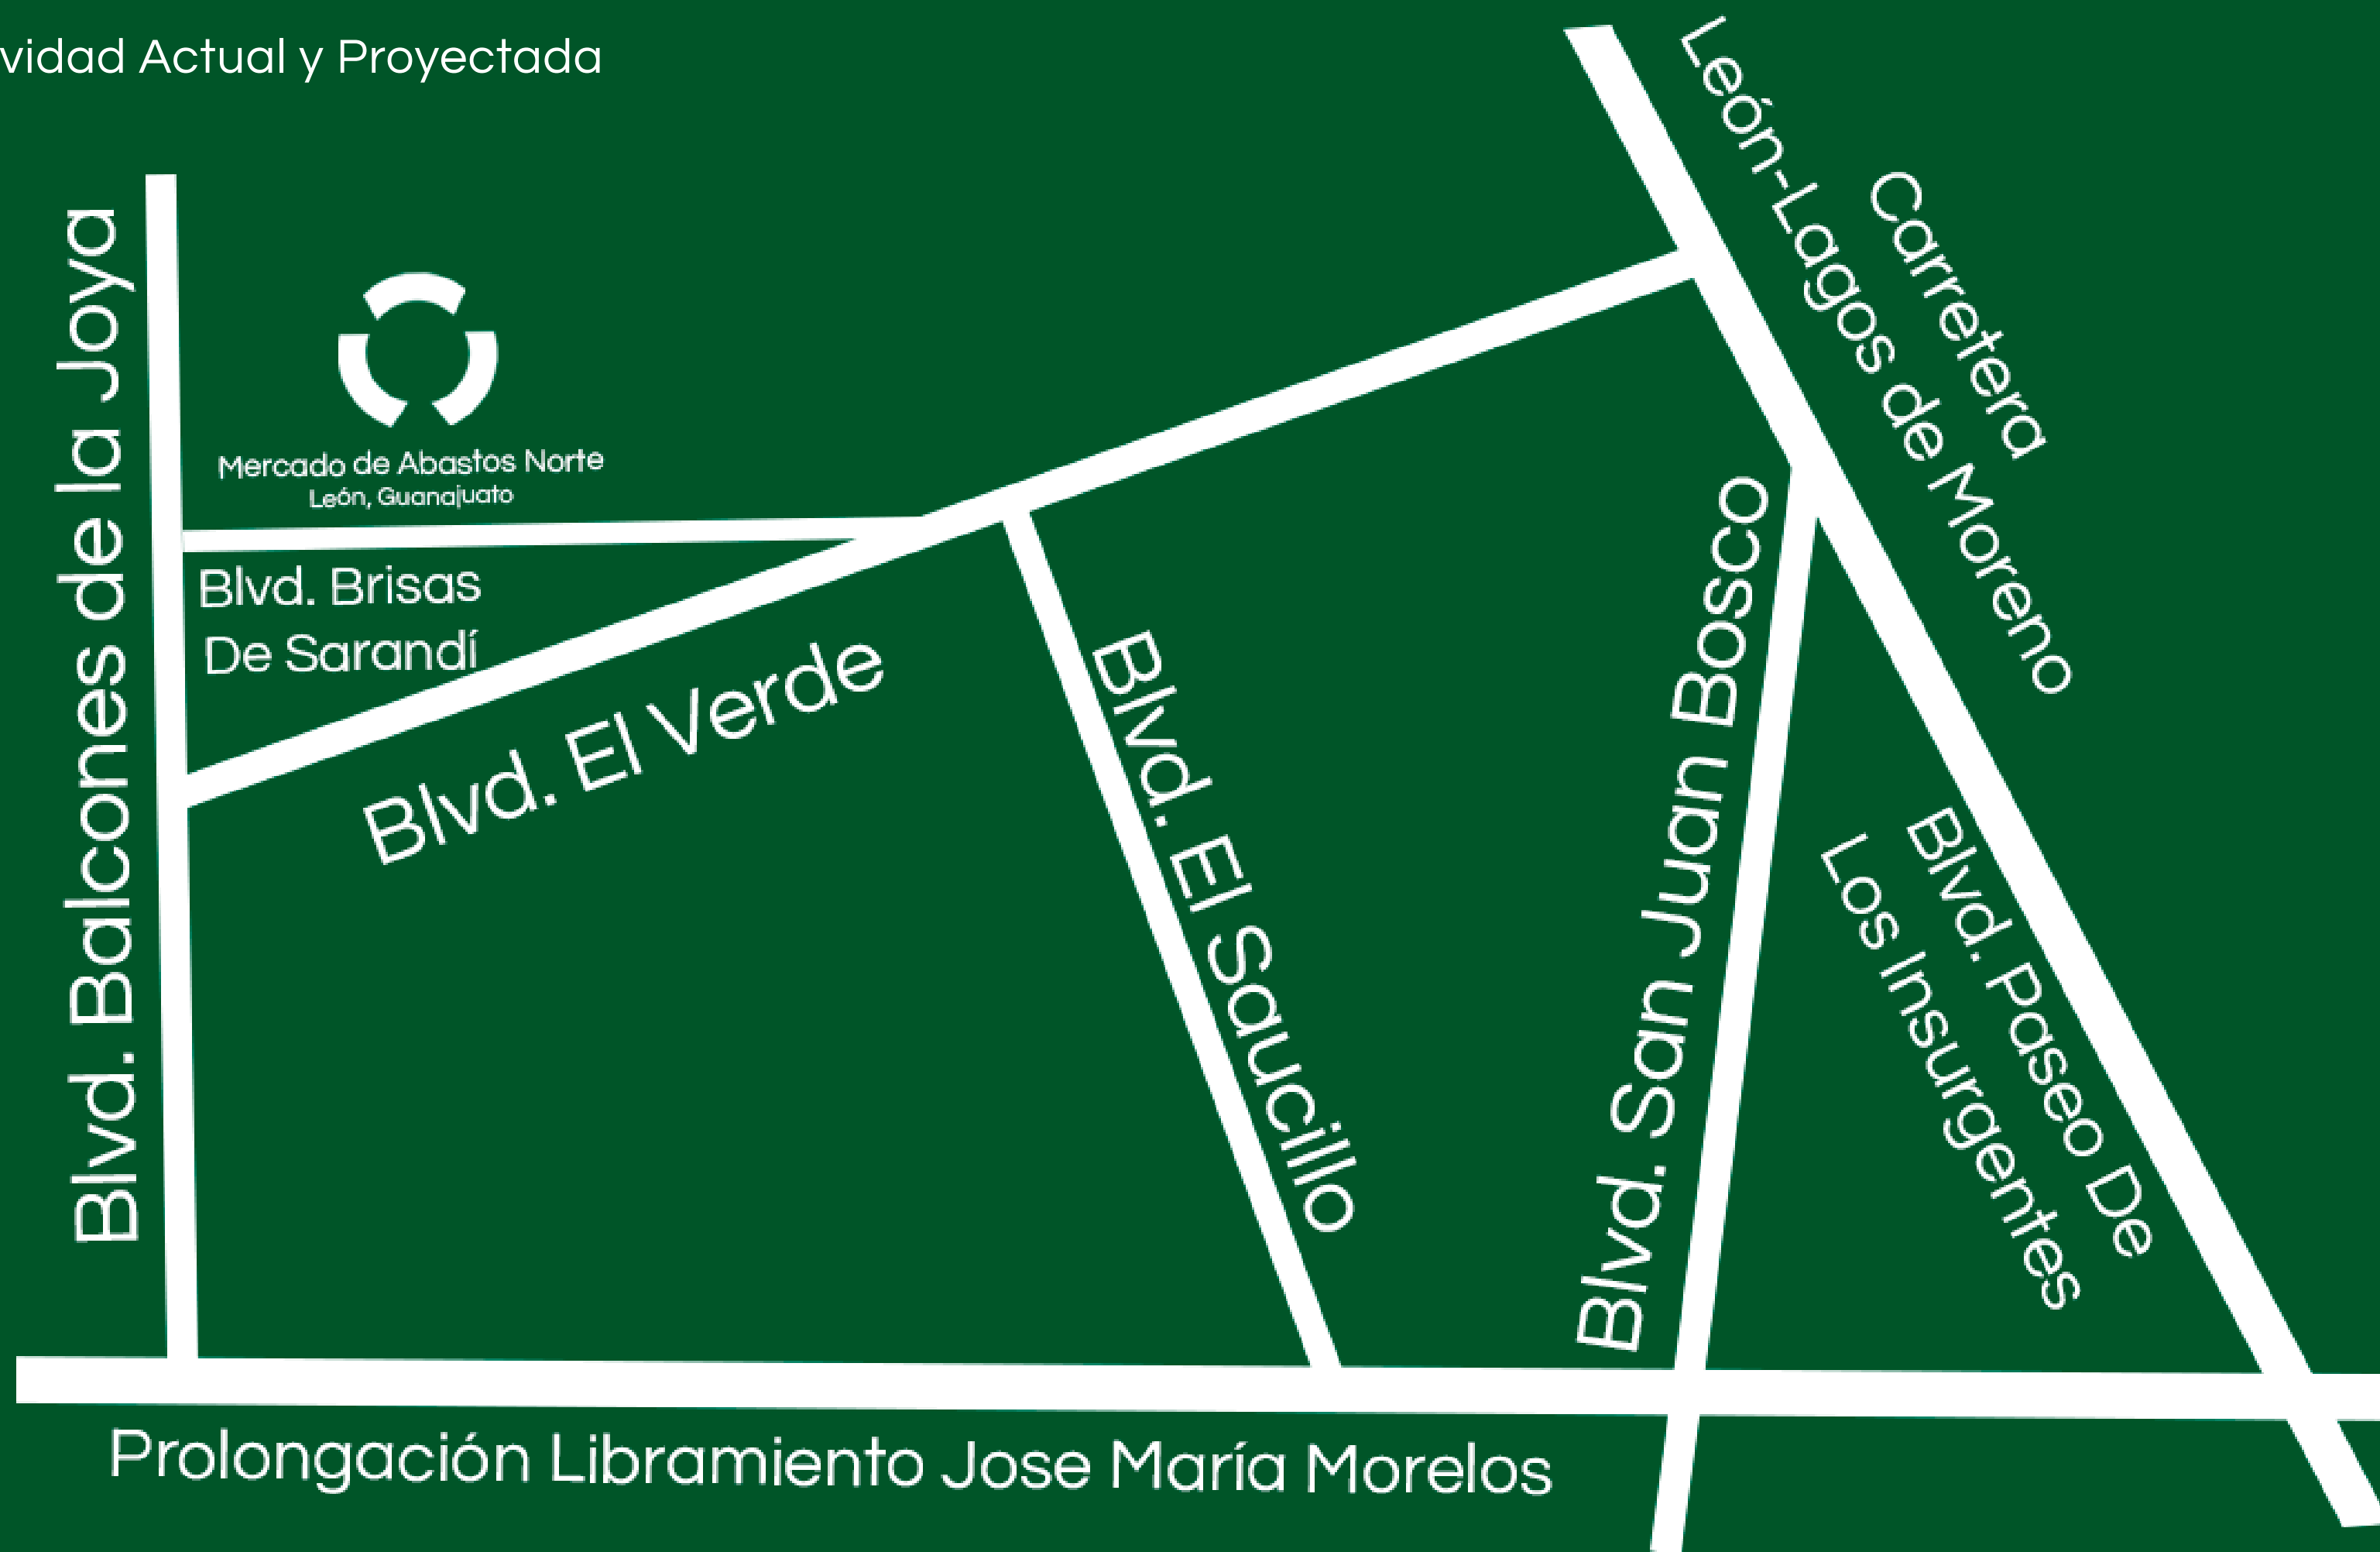 vidad Actual y Proyectada
Carretera
León-Lagos de Moreno
Blvd. Balcones de la Joya
Mercado de Abastos Norte
León, Guanajuato
Blvd. Brisas
De Sarandí
Blvd. El Verde
Blvd. El Saucillo
Blvd. San Juan Bosco
Blvd. Paseo De
Los Insurgentes
Prolongación Libramiento Jose María Morelos